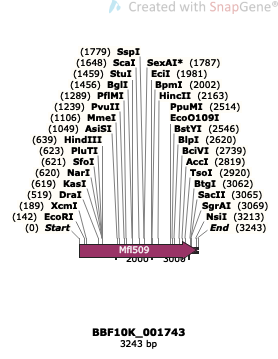 Created with SnapGene®
(1779) SspI
(1648) ScaI SexAI* (1787)
(1459) StuI EciI (1981)
(1456) BglI BpmI (2002)
(1289) PflMI HincII (2163)
(1239) PvuII PpuMI (2514)
(1106) MmeI EcoO109I
(1049) AsiSI BstYI (2546)
(639) HindIII BlpI (2620)
(623) PluTI BciVI (2739)
(621) SfoI AccI (2819)
(620) NarI TsoI (2920)
(619) KasI BtgI (3062)
(519) DraI SacII (3065)
(189) XcmI SgrAI (3069)
(142) EcoRI NsiI (3213)
(0) Start End (3243)
Mfl509
2000 3000
BBF10K_001743
3243 bp